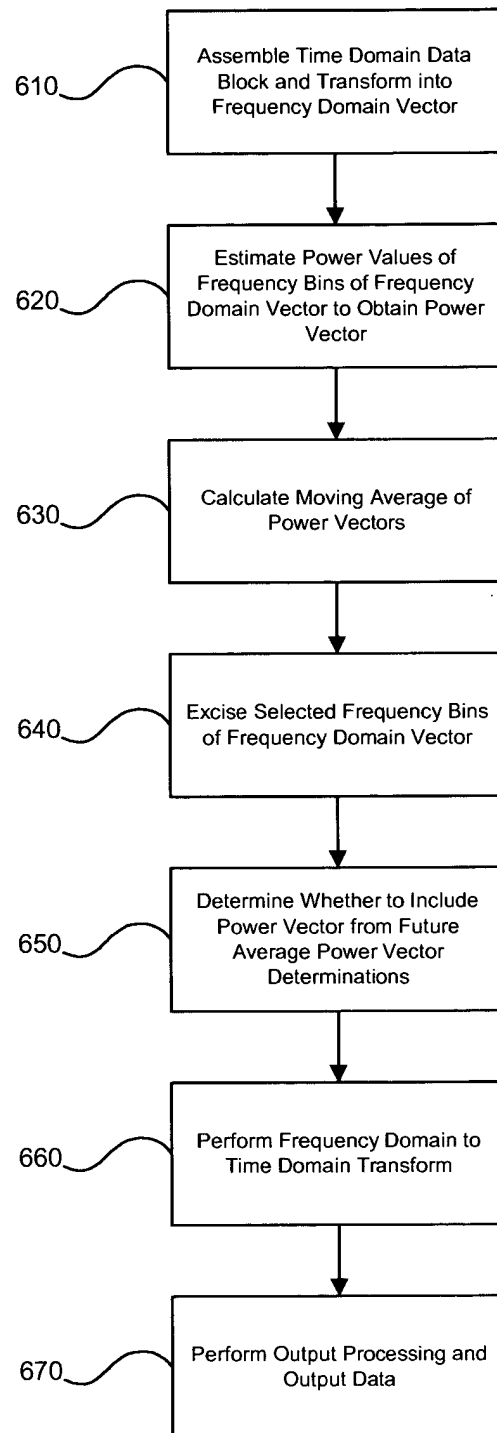 610
Assemble Time Domain Data
Block and Transform into
Frequency Domain Vector
620
Estimate Power Values of
Frequency Bins of Frequency
Domain Vector to Obtain Power
Vector
630
Calculate Moving Average of
Power Vectors
640
Excise Selected Frequency Bins
of Frequency Domain Vector
650
Determine Whether to Include
Power Vector from Future
Average Power Vector
Determinations
660
Perform Frequency Domain to
Time Domain Transform
670
Perform Output Processing and
Output Data